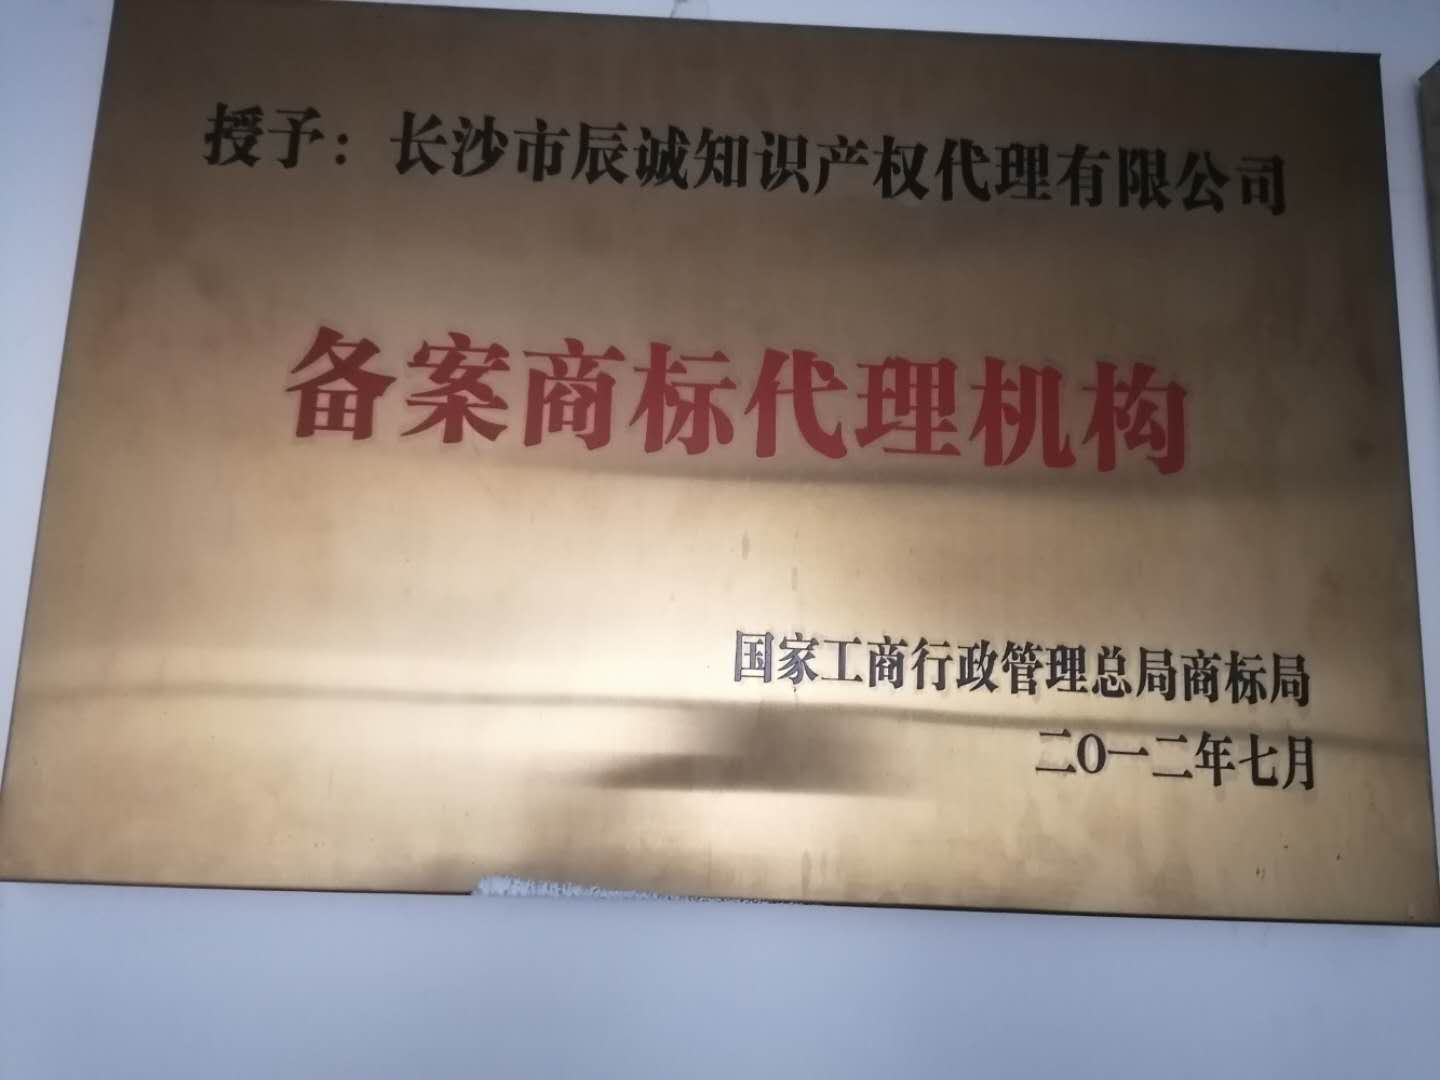 授予：长沙市辰诚知识产权代理有限公司
备案商标代理机构
国家工商行政管理总局商标局
二〇一二年七月